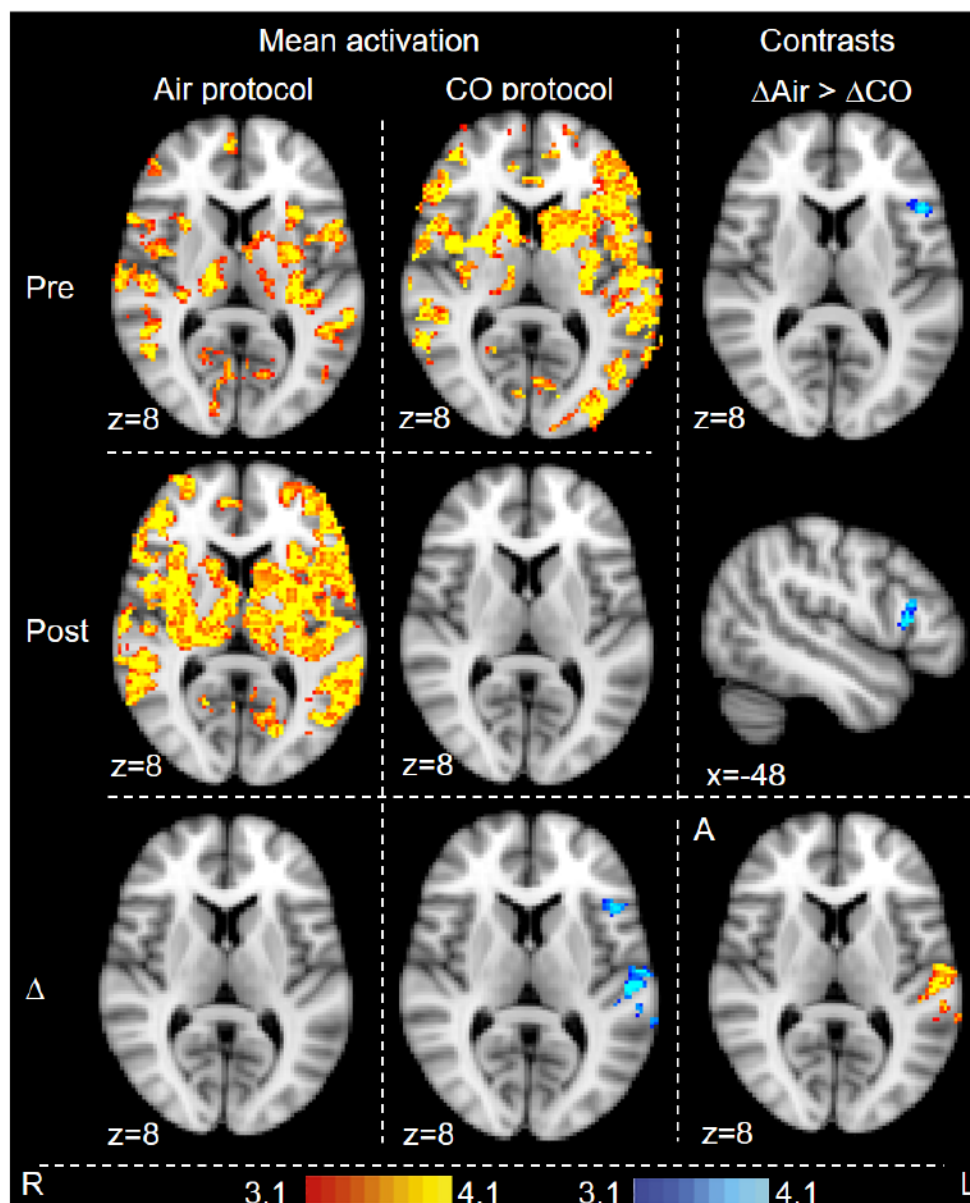 Mean activation
Contrasts
Air protocol
CO protocol
ΔAir > ΔCO
Pre
z=8
z=8
z=8
Post
z=8
z=8
x=-48
A
Δ
z=8
z=8
z=8
R
3.1
4.1
3.1
4.1
L